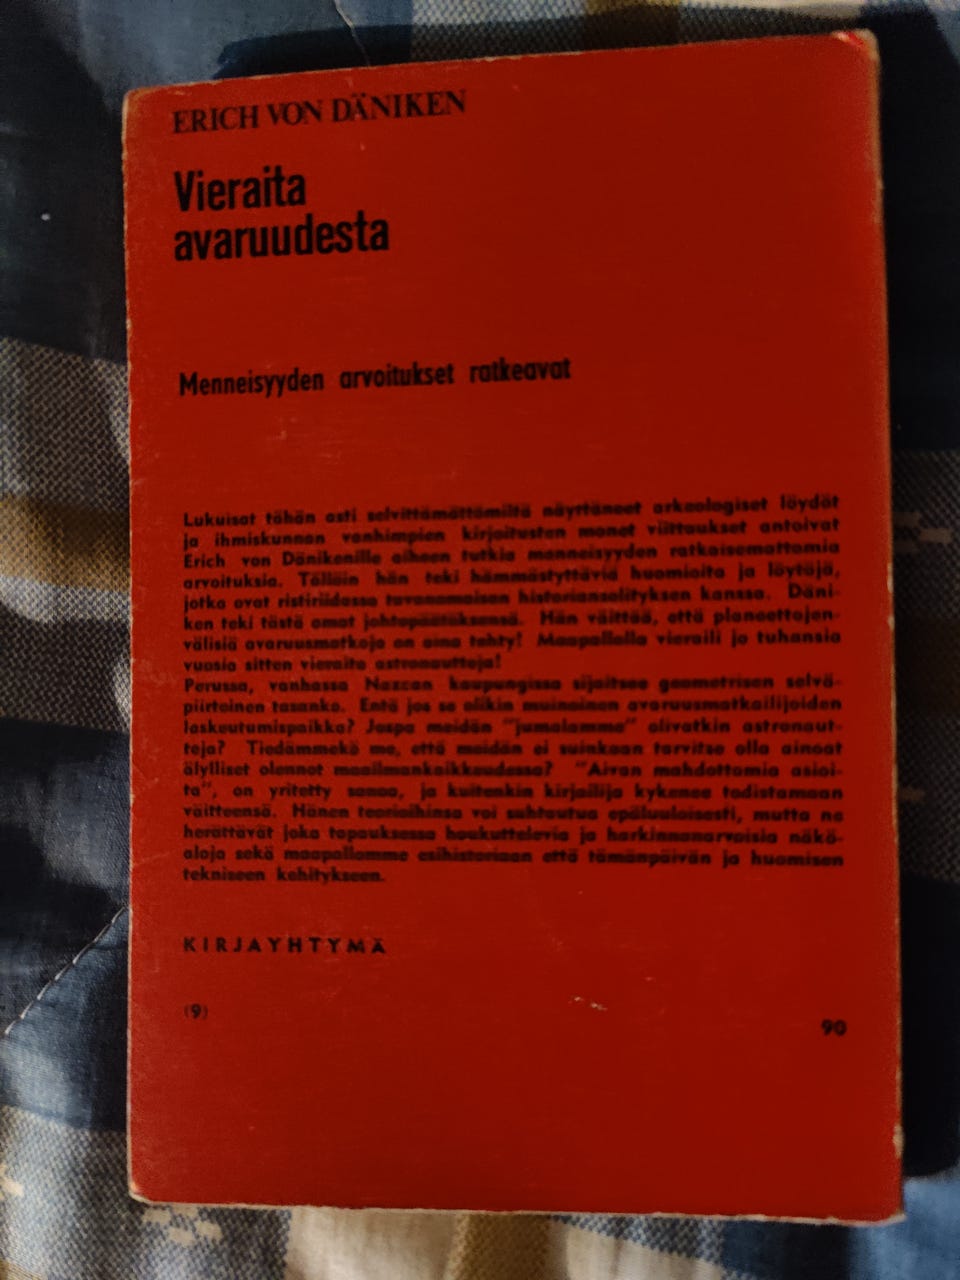 ERICH VON DÄNIKEN
Vieraita
avaruudesta
Menneisyyden arvoitukset ratkeavat
Lukuisat tähän asti selvittämättömiltä näyttäneet arkeologiset löydöt
ja ihmiskunnan vanhimpien kirjoitusten monet viittaukset antoivat
Erich von Dänikenille aiheen tutkia menneisyyden ratkaisemattomia
arvoituksia. Tällöin hän teki hämmästyttäviä huomioita ja löytöjä,
jotka ovat ristiriidassa tavanomaisen historianselityksen kanssa. Däni-
ken teki tästä omat johtopäätöksensä. Hän väittää, että planeettojen-
välisiä avaruusmatkoja on aina tehty! Maapallolla vieraili jo tuhansia
vuosia sitten vieraita astronautteja!
Perussa, vanhassa Nazcan kaupungissa sijaitsee geometrisen selvä-
piirteinen tasanko. Entä jos se olikin muinainen avaruusmatkailijoiden
laskeutumispaikka? Jospa meidän "jumalamme" olivatkin astronaut-
teja? Tiedämmekö me, että meidän ei suinkaan tarvitse olla ainoat
älylliset olennot maailmankaikkeudessa? "Aivan mahdottomia asioi-
ta", on yritetty sanoa, ja kuitenkin kirjailija kykenee todistamaan
väitteensä. Hänen teorioihinsa voi suhtautua epäluuloisesti, mutta ne
herättävät joka tapauksessa houkuttelevia ja harkinnanarvoisia näkö-
aloja sekä maapallomme esihistoriaan että tämänpäivän ja huomisen
tekniseen kehitykseen.
KIRJAYHTYMÄ
(9)
90